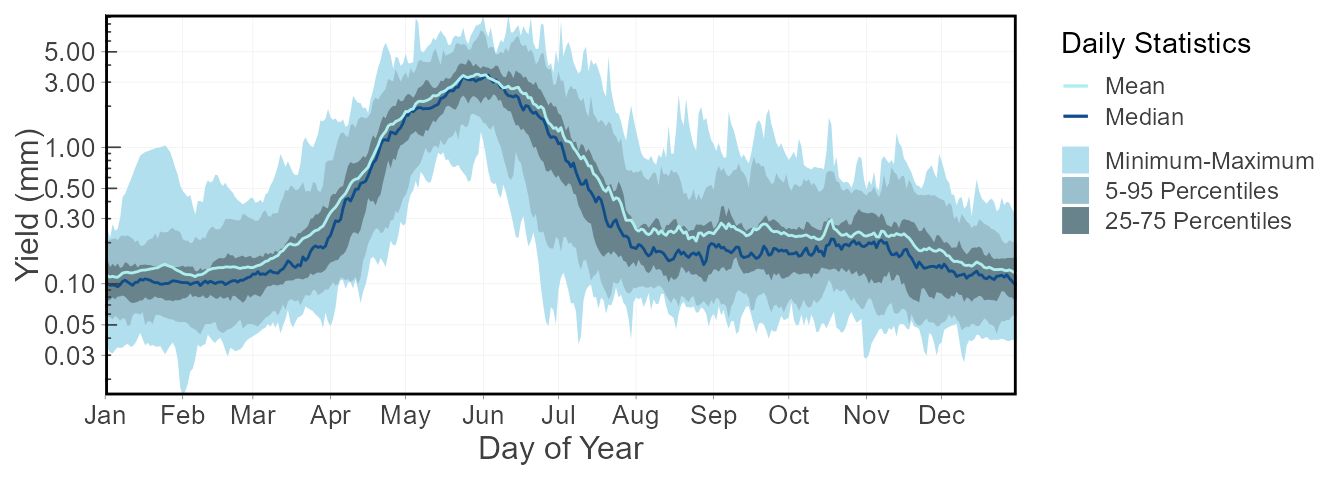 Daily Statistics
Mean
Median
Minimum-Maximum
5-95 Percentiles
25-75 Percentiles
Yield (mm)
5.00
3.00
1.00
0.50
0.30
0.10
0.05
0.03
Jan Feb Mar Apr May Jun Jul Aug Sep Oct Nov Dec
Day of Year